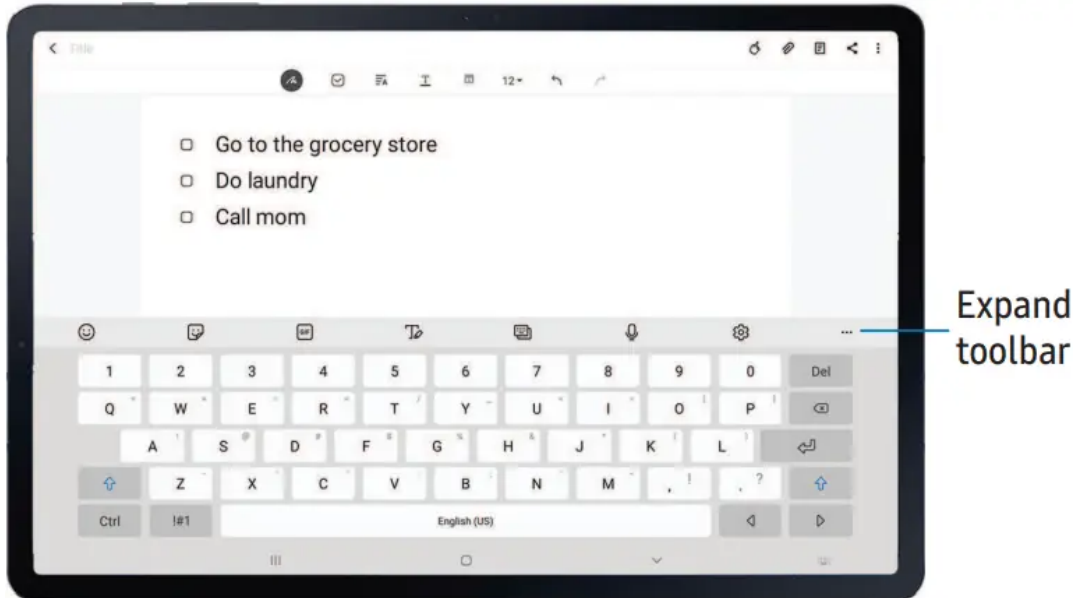 Title
12
Go to the grocery store
Do laundry
Call mom
GIF
Expand
toolbar
1 2 3 4 5 6 7 8 9 0 Del
Q W E R T Y U I O P
A S @ D # F G % H & J * K ( L )
Z X C V B N M , ! . ?
Ctrl !#1 English (US)